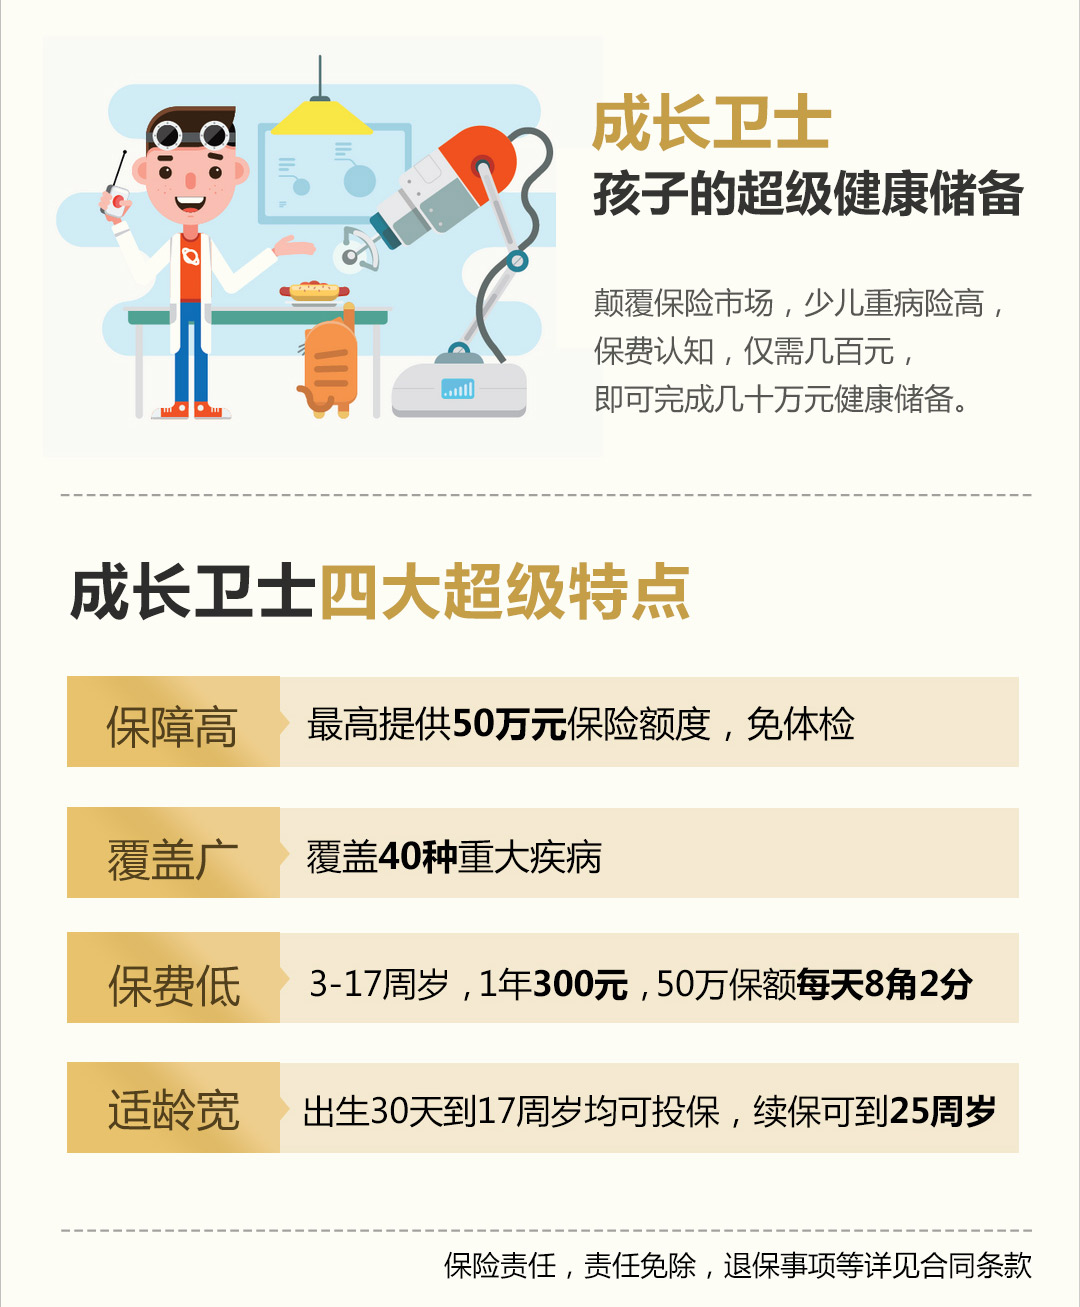 成长卫士
孩子的超级健康储备
颠覆保险市场，少儿重病险高，
保费认知，仅需几百元，
即可完成几十万元健康储备。
成长卫士四大超级特点
保障高
最高提供50万元保险额度，免体检
覆盖广
覆盖40种重大疾病
保费低
3-17周岁，1年300元，50万保额每天8角2分
适龄宽
出生30天到17周岁均可投保，续保可到25周岁
保险责任，责任免除，退保事项等详见合同条款